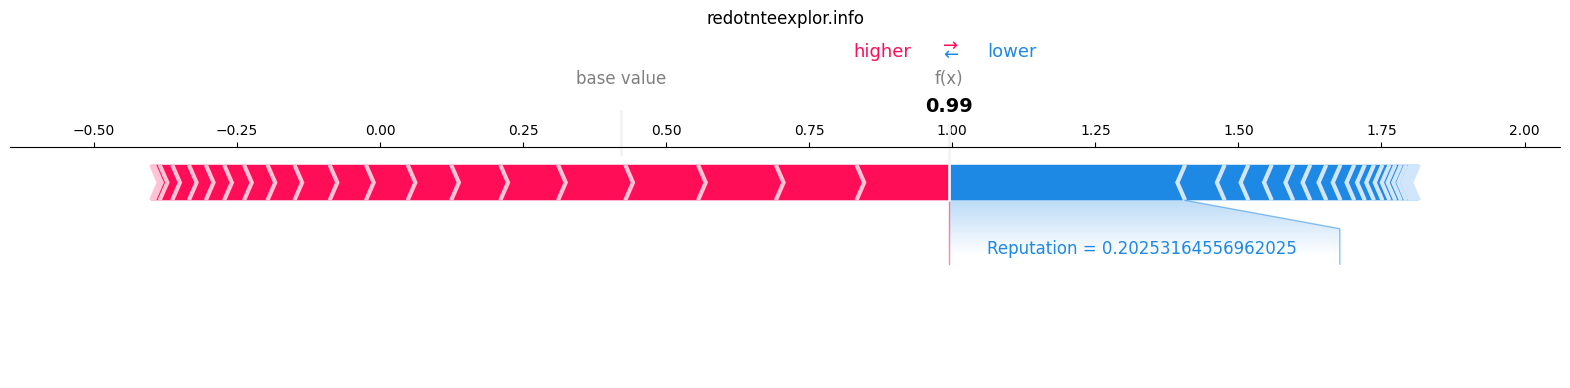 redotnteexplor.info
higher ⇄ lower
base value f(x)
0.99
−0.50 −0.25 0.00 0.25 0.50 0.75 1.00 1.25 1.50 1.75 2.00
Reputation = 0.20253164556962025